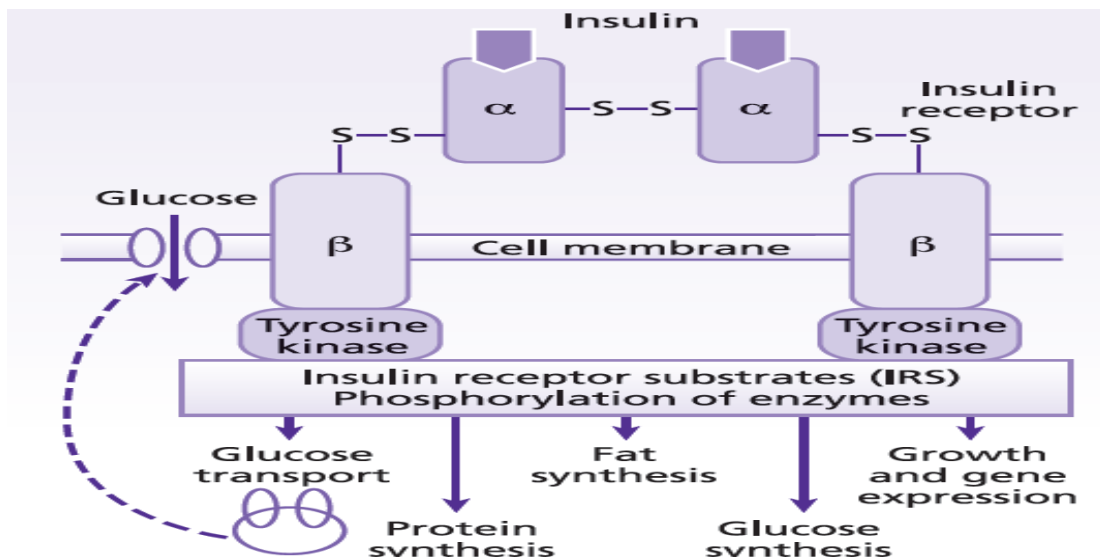 Insulin
α
S—S
α
Insulin
receptor
S—S
S—S
Glucose
β
Cell membrane
β
Tyrosine
kinase
Tyrosine
kinase
Insulin receptor substrates (IRS)
Phosphorylation of enzymes
Glucose
transport
Fat
synthesis
Growth
and gene
expression
Protein
synthesis
Glucose
synthesis